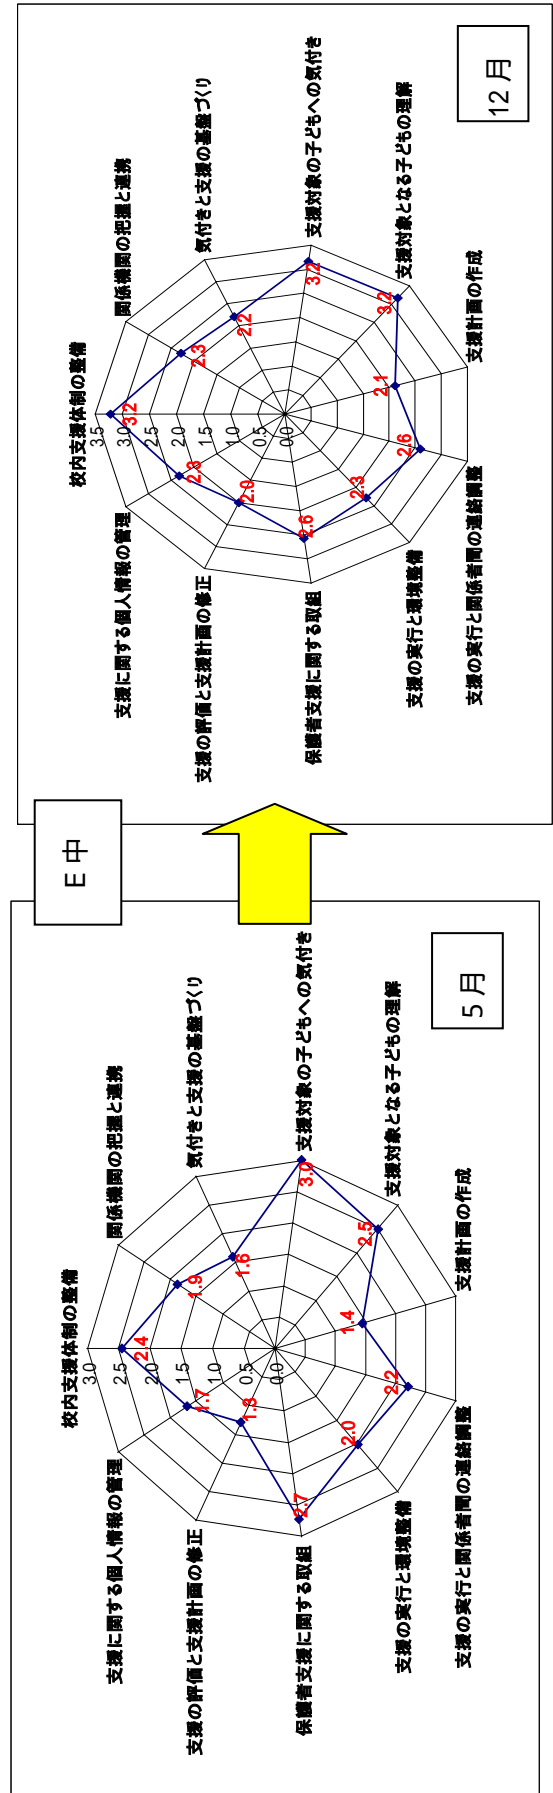 E中
5月
校内支援体制の整備
関係機関の把握と連携
気付きと支援の基盤づくり
支援対象の子どもへの気付き
支援対象となる子どもの理解
支援計画の作成
支援の実行と関係者間の連絡調整
支援の実行と環境整備
保護者支援に関する取組
支援の評価と支援計画の修正
支援に関する個人情報の管理
3.0
2.5
2.0
1.5
1.0
0.5
0.0
2.4
1.9
1.6
3.0
2.5
1.4
2.2
2.0
2.7
1.3
1.7
12月
校内支援体制の整備
関係機関の把握と連携
気付きと支援の基盤づくり
支援対象の子どもへの気付き
支援対象となる子どもの理解
支援計画の作成
支援の実行と関係者間の連絡調整
支援の実行と環境整備
保護者支援に関する取組
支援の評価と支援計画の修正
支援に関する個人情報の管理
3.5
3.0
2.5
2.0
1.5
1.0
0.5
0.0
3.2
2.3
2.2
3.2
3.2
2.1
2.6
2.3
2.6
2.0
2.3